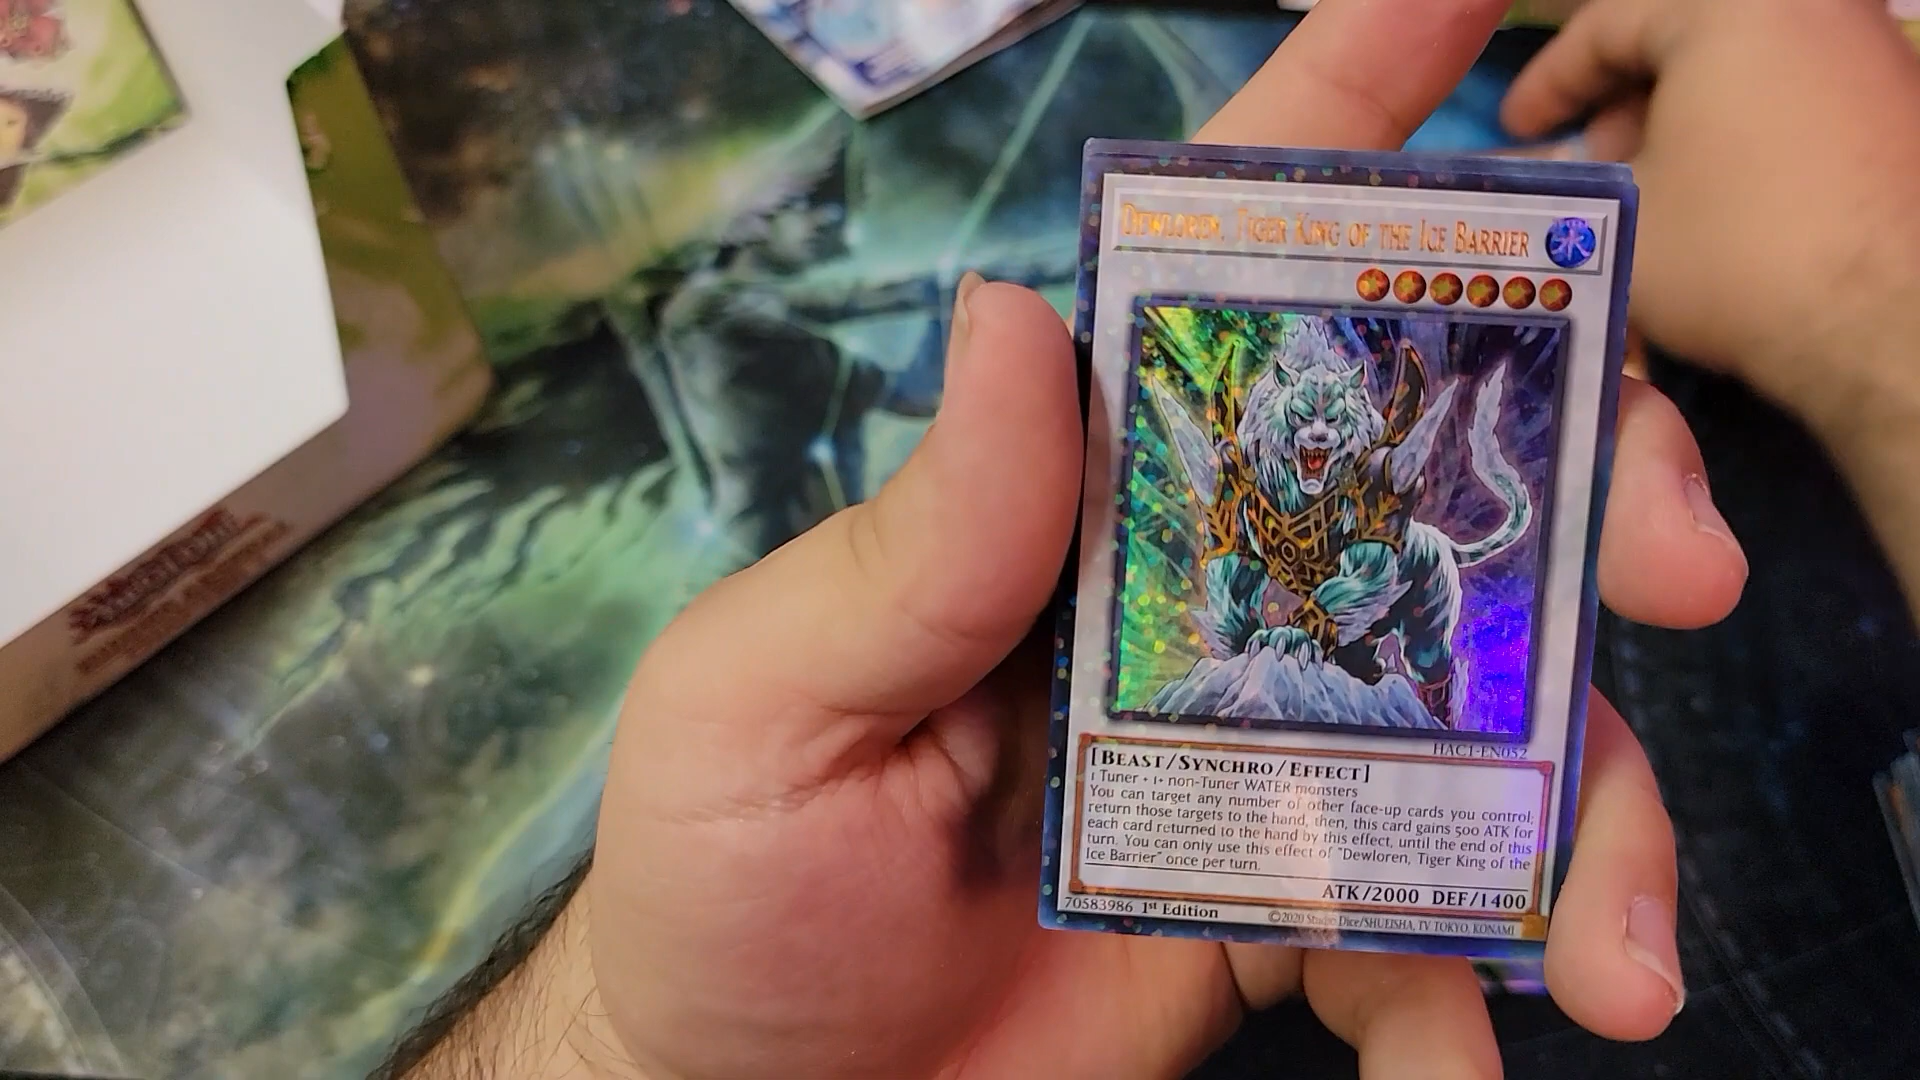 Dewloren, Tiger King of the Ice Barrier
水
HAC1-EN052
[Beast/Synchro/Effect]
1 Tuner + 1+ non-Tuner WATER monsters
You can target any number of other face-up cards you control;
return those targets to the hand, then, this card gains 500 ATK for
each card returned to the hand by this effect, until the end of this
turn. You can only use this effect of "Dewloren, Tiger King of the
Ice Barrier" once per turn.
ATK/2000 DEF/1400
70583986 1st Edition
©2020 Studio Dice/SHUEISHA, TV TOKYO, KONAMI